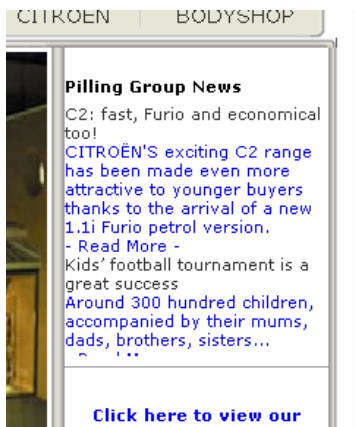 CITROËN BODYSHOP
Pilling Group News
C2: fast, Furio and economical
too!
CITROËN'S exciting C2 range
has been made even more
attractive to younger buyers
thanks to the arrival of a new
1.1i Furio petrol version.
- Read More -
Kids’ football tournament is a
great success
Around 300 hundred children,
accompanied by their mums,
dads, brothers, sisters...
Click here to view our